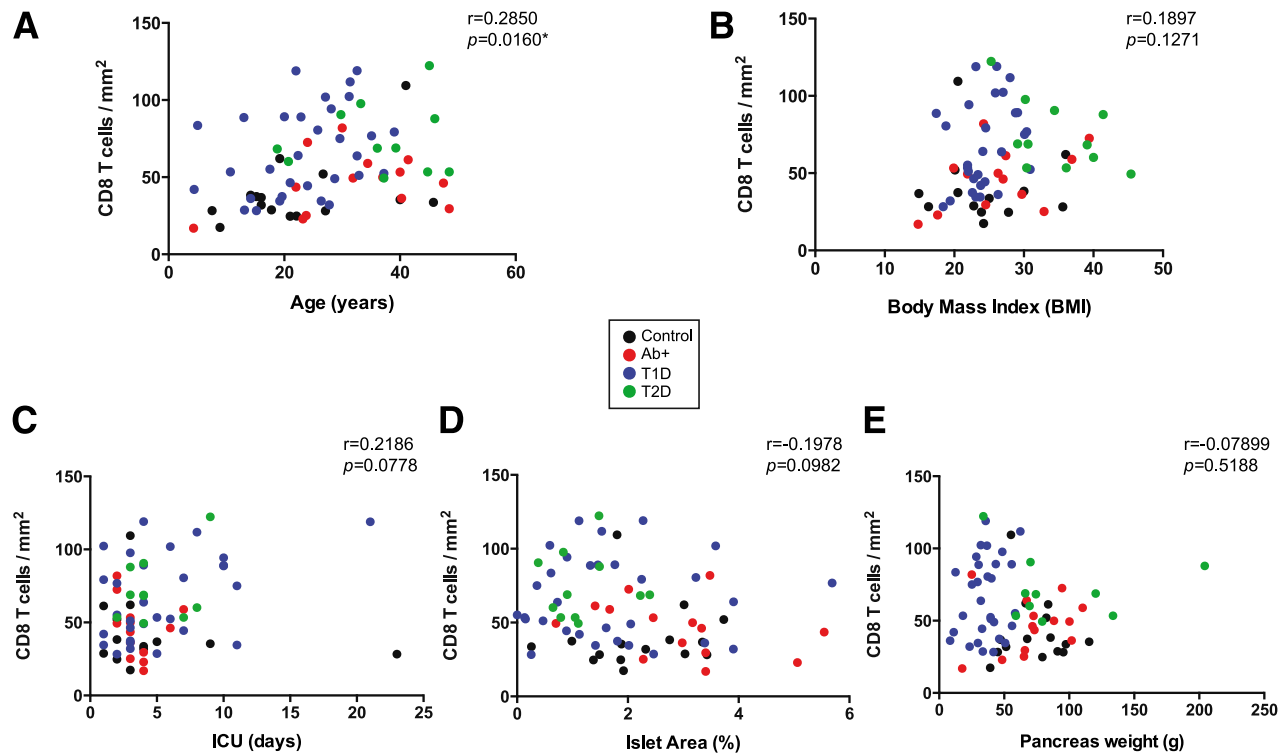 A
r=0.2850
p=0.0160*
CD8 T cells / mm²
150
100
50
0
0 20 40 60
Age (years)
B
r=0.1897
p=0.1271
CD8 T cells / mm²
150
100
50
0
0 10 20 30 40 50
Body Mass Index (BMI)
Control
Ab+
T1D
T2D
C
r=0.2186
p=0.0778
CD8 T cells / mm²
150
100
50
0
0 5 10 15 20 25
ICU (days)
D
r=-0.1978
p=0.0982
CD8 T cells / mm²
150
100
50
0
0 2 4 6
Islet Area (%)
E
r=-0.07899
p=0.5188
CD8 T cells / mm²
150
100
50
0
0 50 100 150 200 250
Pancreas weight (g)